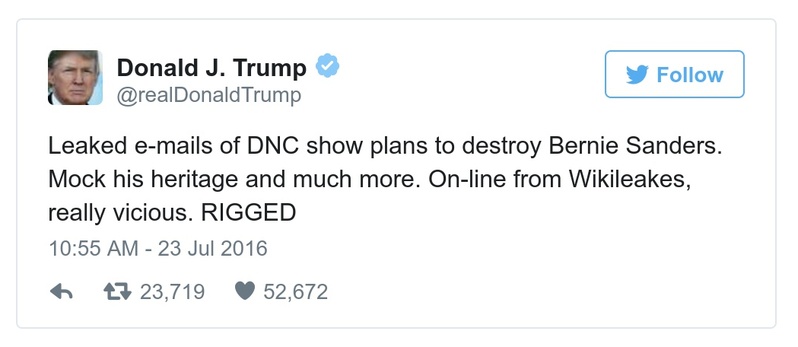 Donald J. Trump
@realDonaldTrump
Follow
Leaked e-mails of DNC show plans to destroy Bernie Sanders.
Mock his heritage and much more. On-line from Wikileakes,
really vicious. RIGGED
10:55 AM - 23 Jul 2016
23,719 52,672